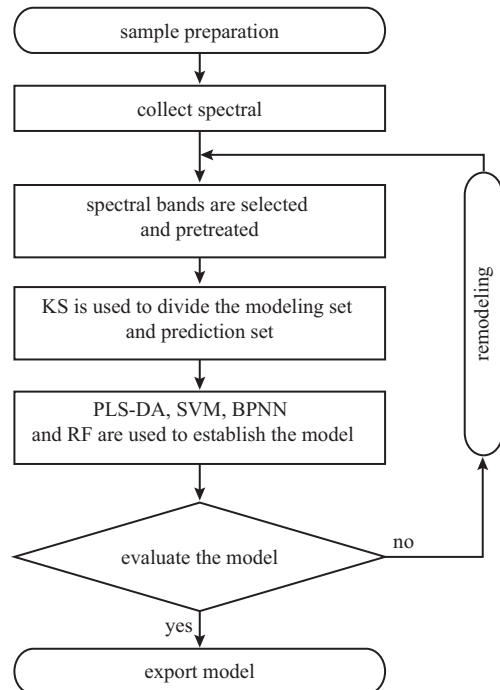 sample preparation
collect spectral
spectral bands are selected
and pretreated
KS is used to divide the modeling set
and prediction set
PLS-DA, SVM, BPNN
and RF are used to establish the model
evaluate the model
no
remodeling
yes
export model